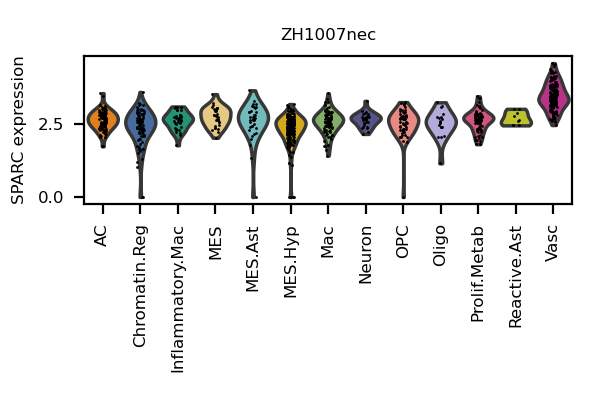 ZH1007nec
SPARC expression
2.5
0.0
AC
Chromatin.Reg
Inflammatory.Mac
MES
MES.Ast
MES.Hyp
Mac
Neuron
OPC
Oligo
Prolif.Metab
Reactive.Ast
Vasc